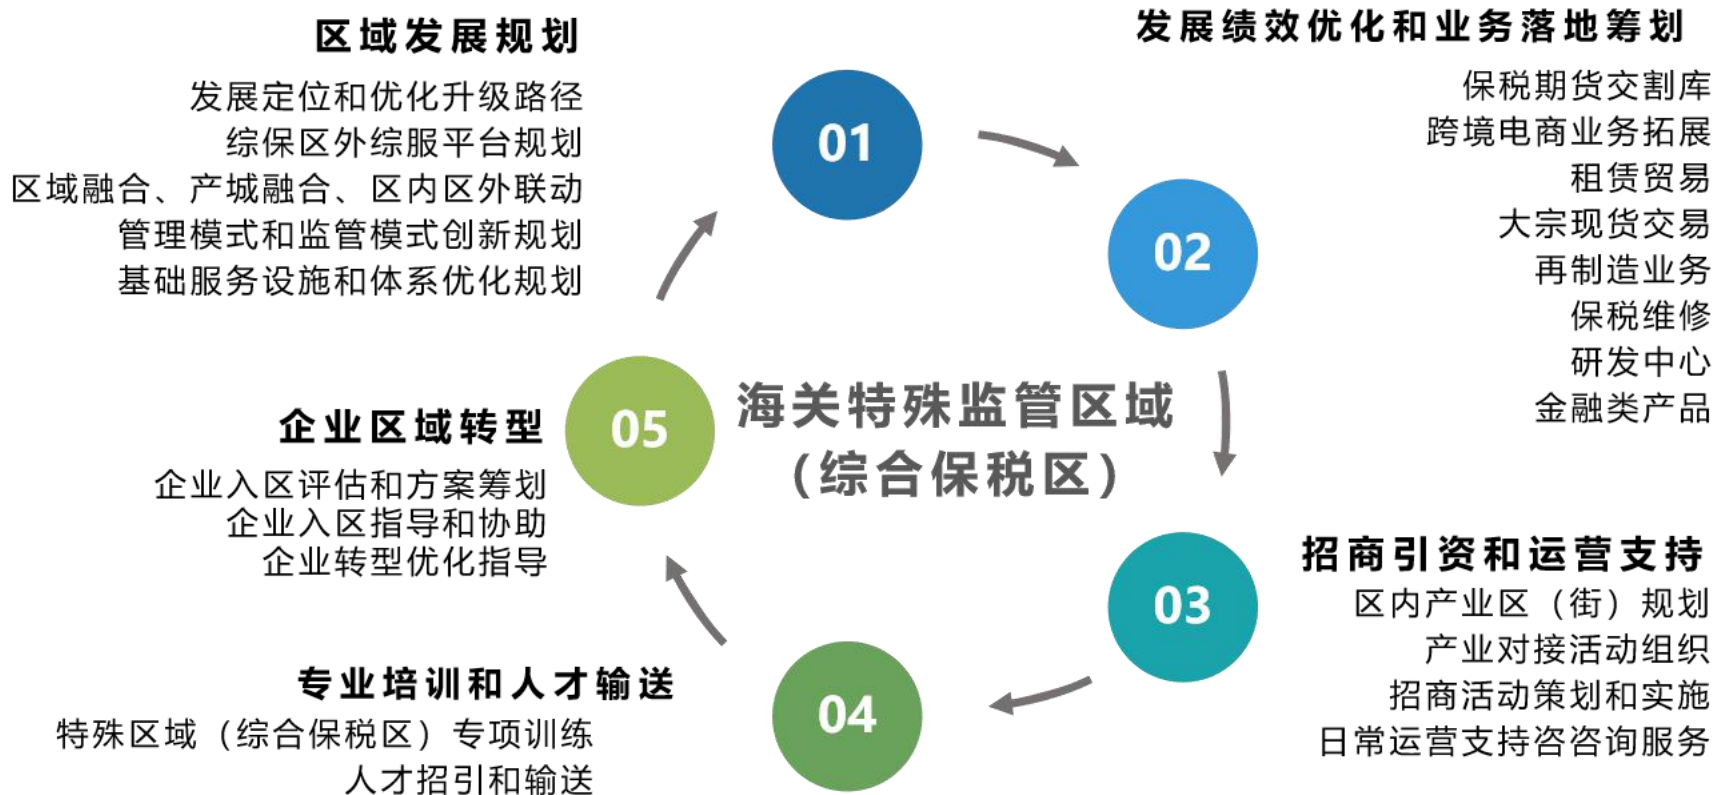 区域发展规划
发展定位和优化升级路径
综保区外综服平台规划
区域融合、产城融合、区内区外联动
管理模式和监管模式创新规划
基础服务设施和体系优化规划
01
发展绩效优化和业务落地筹划
保税期货交割库
跨境电商业务拓展
租赁贸易
大宗现货交易
再制造业务
保税维修
研发中心
金融类产品
02
海关特殊监管区域
（综合保税区）
招商引资和运营支持
区内产业区（街）规划
产业对接活动组织
招商活动策划和实施
日常运营支持咨咨询服务
03
专业培训和人才输送
特殊区域（综合保税区）专项训练
人才招引和输送
04
企业区域转型
企业入区评估和方案筹划
企业入区指导和协助
企业转型优化指导
05